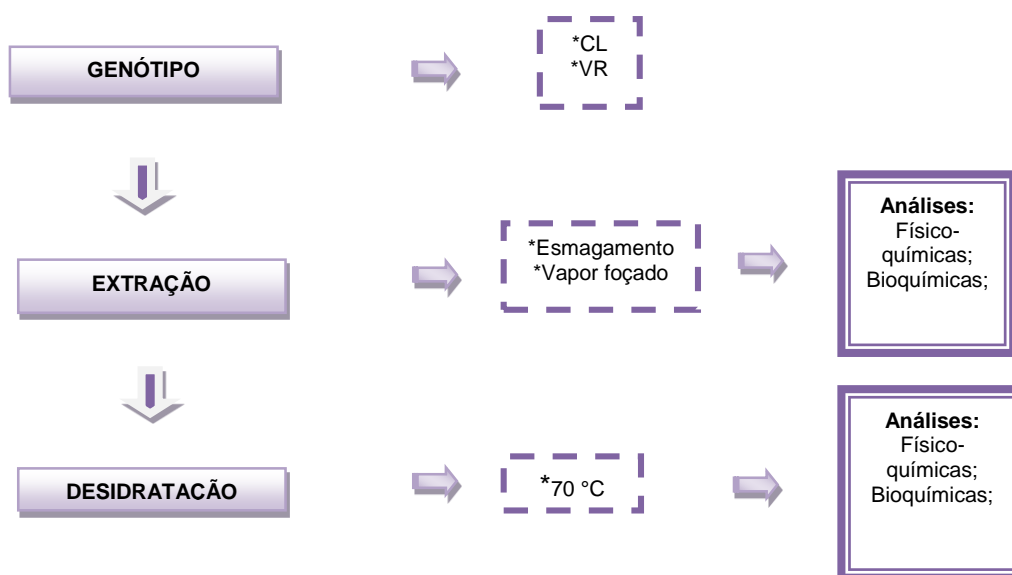 GENÓTIPO
*CL
*VR
EXTRAÇÃO
*Esmagamento
*Vapor foçado
Análises:
Físico-
químicas;
Bioquímicas;
DESIDRATAÇÃO
*70 °C
Análises:
Físico-
químicas;
Bioquímicas;